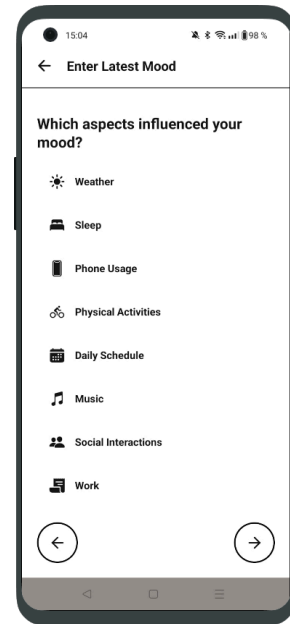 15:04
98 %
Enter Latest Mood
Which aspects influenced your
mood?
Weather
Sleep
Phone Usage
Physical Activities
Daily Schedule
Music
Social Interactions
Work